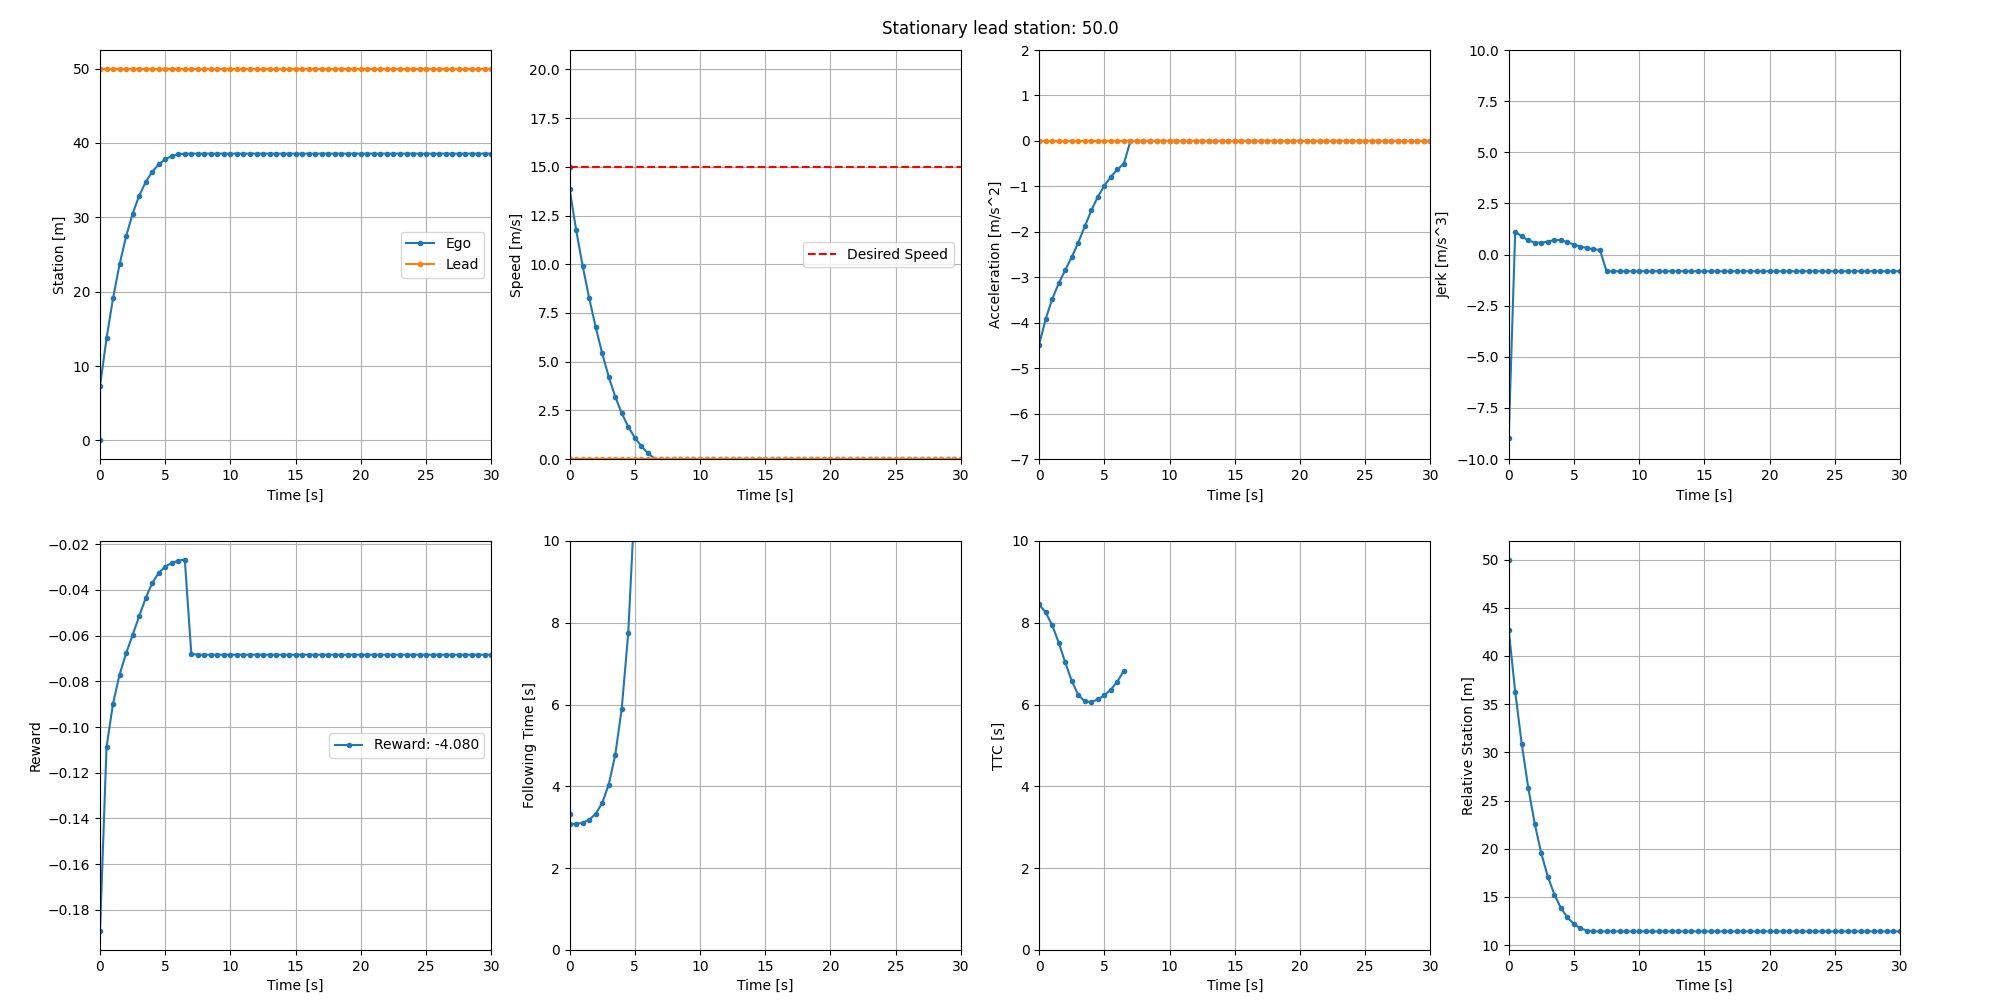 Stationary lead station: 50.0
Station [m]
50
40
30
20
10
0
Ego
Lead
0 5 10 15 20 25 30
Time [s]
Speed [m/s]
20.0
17.5
15.0
12.5
10.0
7.5
5.0
2.5
0.0
Desired Speed
0 5 10 15 20 25 30
Time [s]
Acceleration [m/s^2]
2
1
0
−1
−2
−3
−4
−5
−6
−7
0 5 10 15 20 25 30
Time [s]
Jerk [m/s^3]
10.0
7.5
5.0
2.5
0.0
−2.5
−5.0
−7.5
−10.0
0 5 10 15 20 25 30
Time [s]
Reward
−0.02
−0.04
−0.06
−0.08
−0.10
−0.12
−0.14
−0.16
−0.18
Reward: -4.080
0 5 10 15 20 25 30
Time [s]
Following Time [s]
10
8
6
4
2
0
0 5 10 15 20 25 30
Time [s]
TTC [s]
10
8
6
4
2
0
0 5 10 15 20 25 30
Time [s]
Relative Station [m]
50
45
40
35
30
25
20
15
10
0 5 10 15 20 25 30
Time [s]